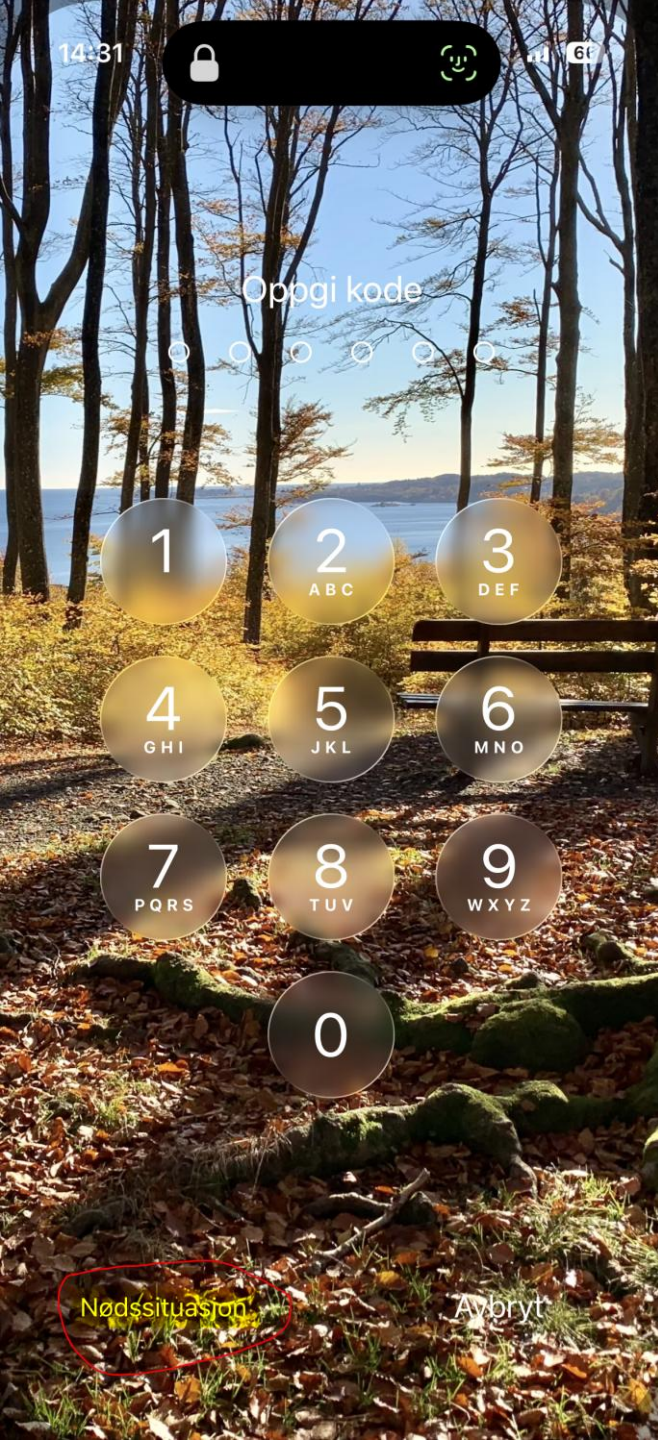 14:31
Oppgi kode
1
2
ABC
3
DEF
4
GHI
5
JKL
6
MNO
7
PQRS
8
TUV
9
WXYZ
0
Nødssituasjon
Avbryt